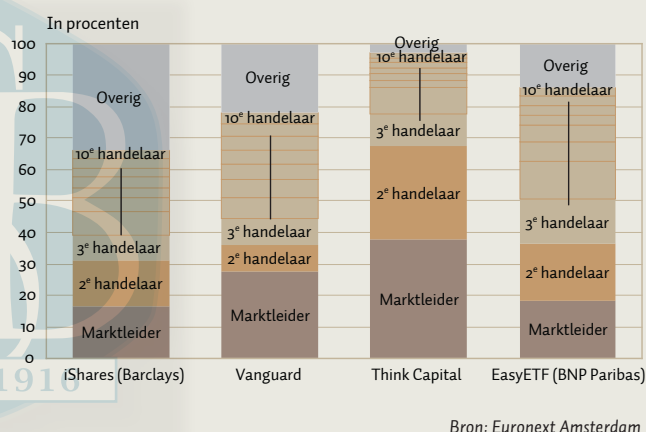 In procenten
100
90
80
70
60
50
40
30
20
10
0
Overig
10e handelaar
3e handelaar
2e handelaar
Marktleider
Overig
10e handelaar
3e handelaar
2e handelaar
Marktleider
Overig
10e handelaar
3e handelaar
2e handelaar
Marktleider
Overig
10e handelaar
3e handelaar
2e handelaar
Marktleider
iShares (Barclays) Vanguard Think Capital EasyETF (BNP Paribas)
1916
Bron: Euronext Amsterdam